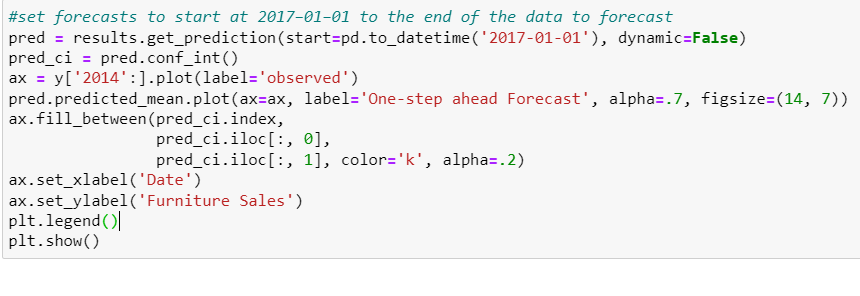 #set forecasts to start at 2017–01–01 to the end of the data to forecast
pred = results.get_prediction(start=pd.to_datetime('2017-01-01'), dynamic=False)
pred_ci = pred.conf_int()
ax = y['2014':].plot(label='observed')
pred.predicted_mean.plot(ax=ax, label='One-step ahead Forecast', alpha=.7, figsize=(14, 7))
ax.fill_between(pred_ci.index,
                pred_ci.iloc[:, 0],
                pred_ci.iloc[:, 1], color='k', alpha=.2)
ax.set_xlabel('Date')
ax.set_ylabel('Furniture Sales')
plt.legend()
plt.show()